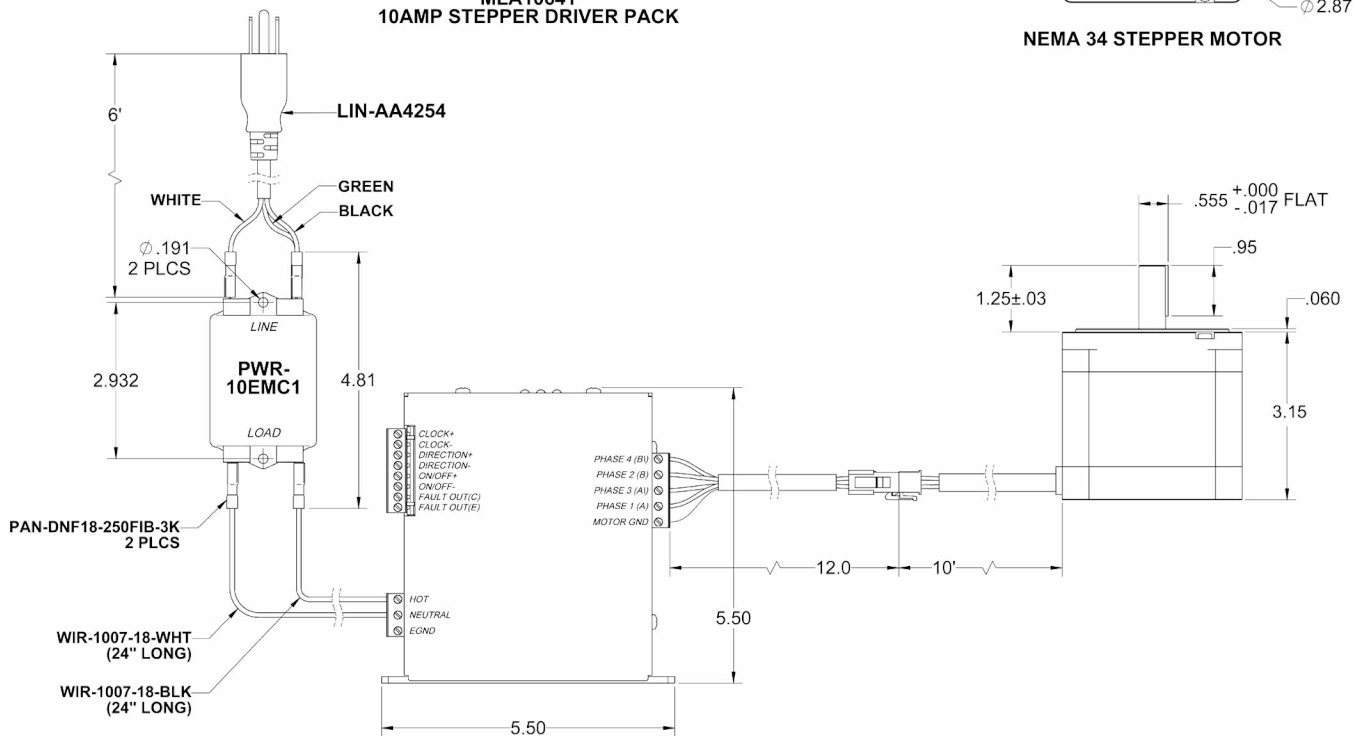 10AMP STEPPER DRIVER PACK
Ø2.87
NEMA 34 STEPPER MOTOR
6'
LIN-AA4254
WHITE
GREEN
BLACK
Ø.191
2 PLCS
LINE
PWR-
10EMC1
LOAD
2.932
4.81
PAN-DNF18-250FIB-3K
2 PLCS
WIR-1007-18-WHT
(24" LONG)
WIR-1007-18-BLK
(24" LONG)
CLOCK+
CLOCK-
DIRECTION+
DIRECTION-
ON/OFF+
ON/OFF-
FAULT OUT(C)
FAULT OUT(E)
HOT
NEUTRAL
EGND
PHASE 4 (B\)
PHASE 2 (B)
PHASE 3 (A\)
PHASE 1 (A)
MOTOR GND
12.0
10'
5.50
5.50
.555 +.000 -.017 FLAT
.95
1.25±.03
.060
3.15